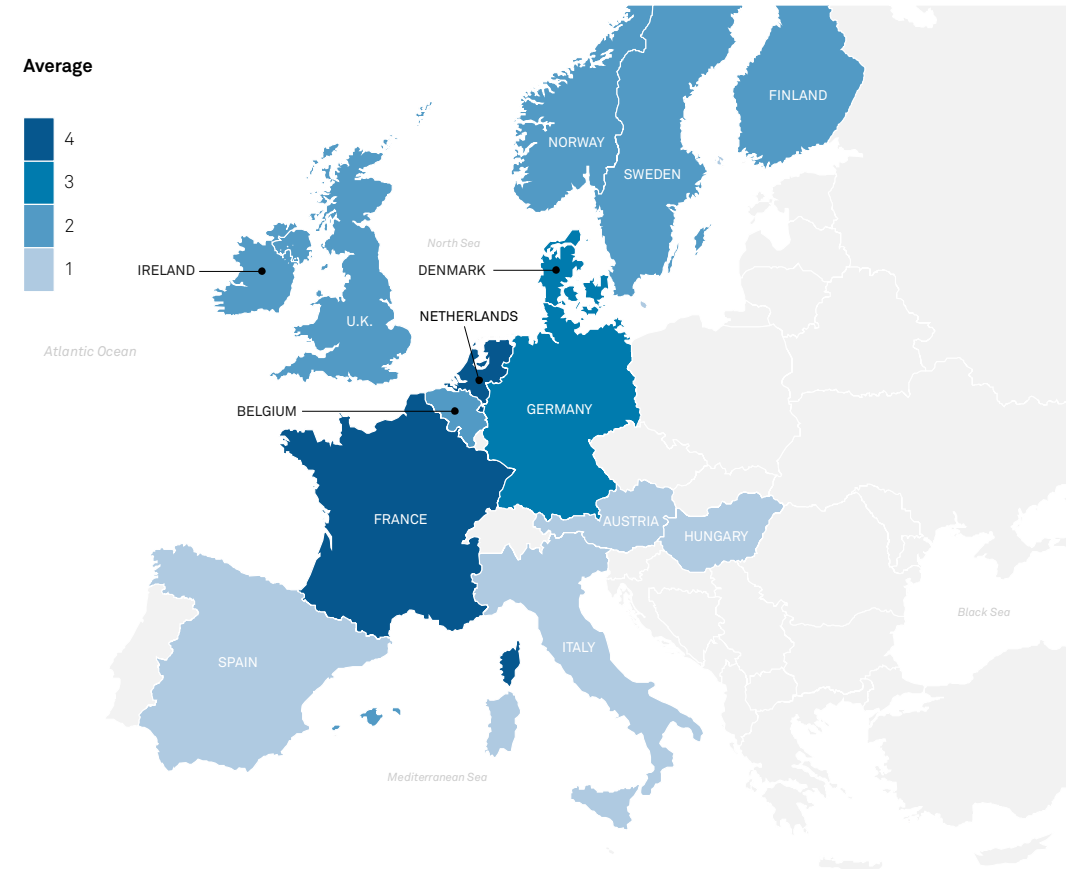 Average
4
3
2
1
FINLAND
NORWAY
SWEDEN
North Sea
IRELAND
DENMARK
NETHERLANDS
U.K.
Atlantic Ocean
BELGIUM
GERMANY
FRANCE
AUSTRIA
HUNGARY
Black Sea
ITALY
SPAIN
Mediterranean Sea